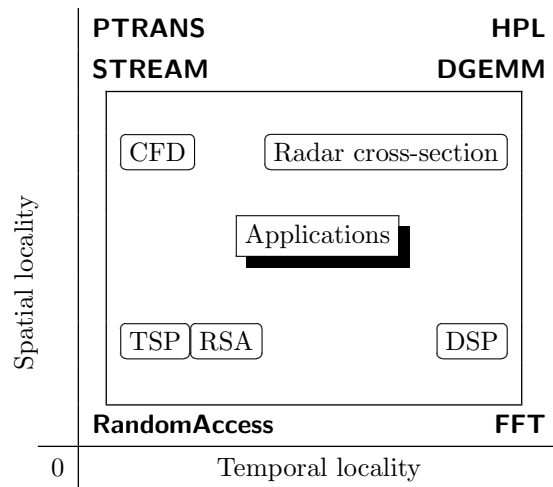 PTRANS HPL
STREAM DGEMM
CFD Radar cross-section
Applications
Spatial locality
TSP RSA DSP
RandomAccess FFT
0 Temporal locality